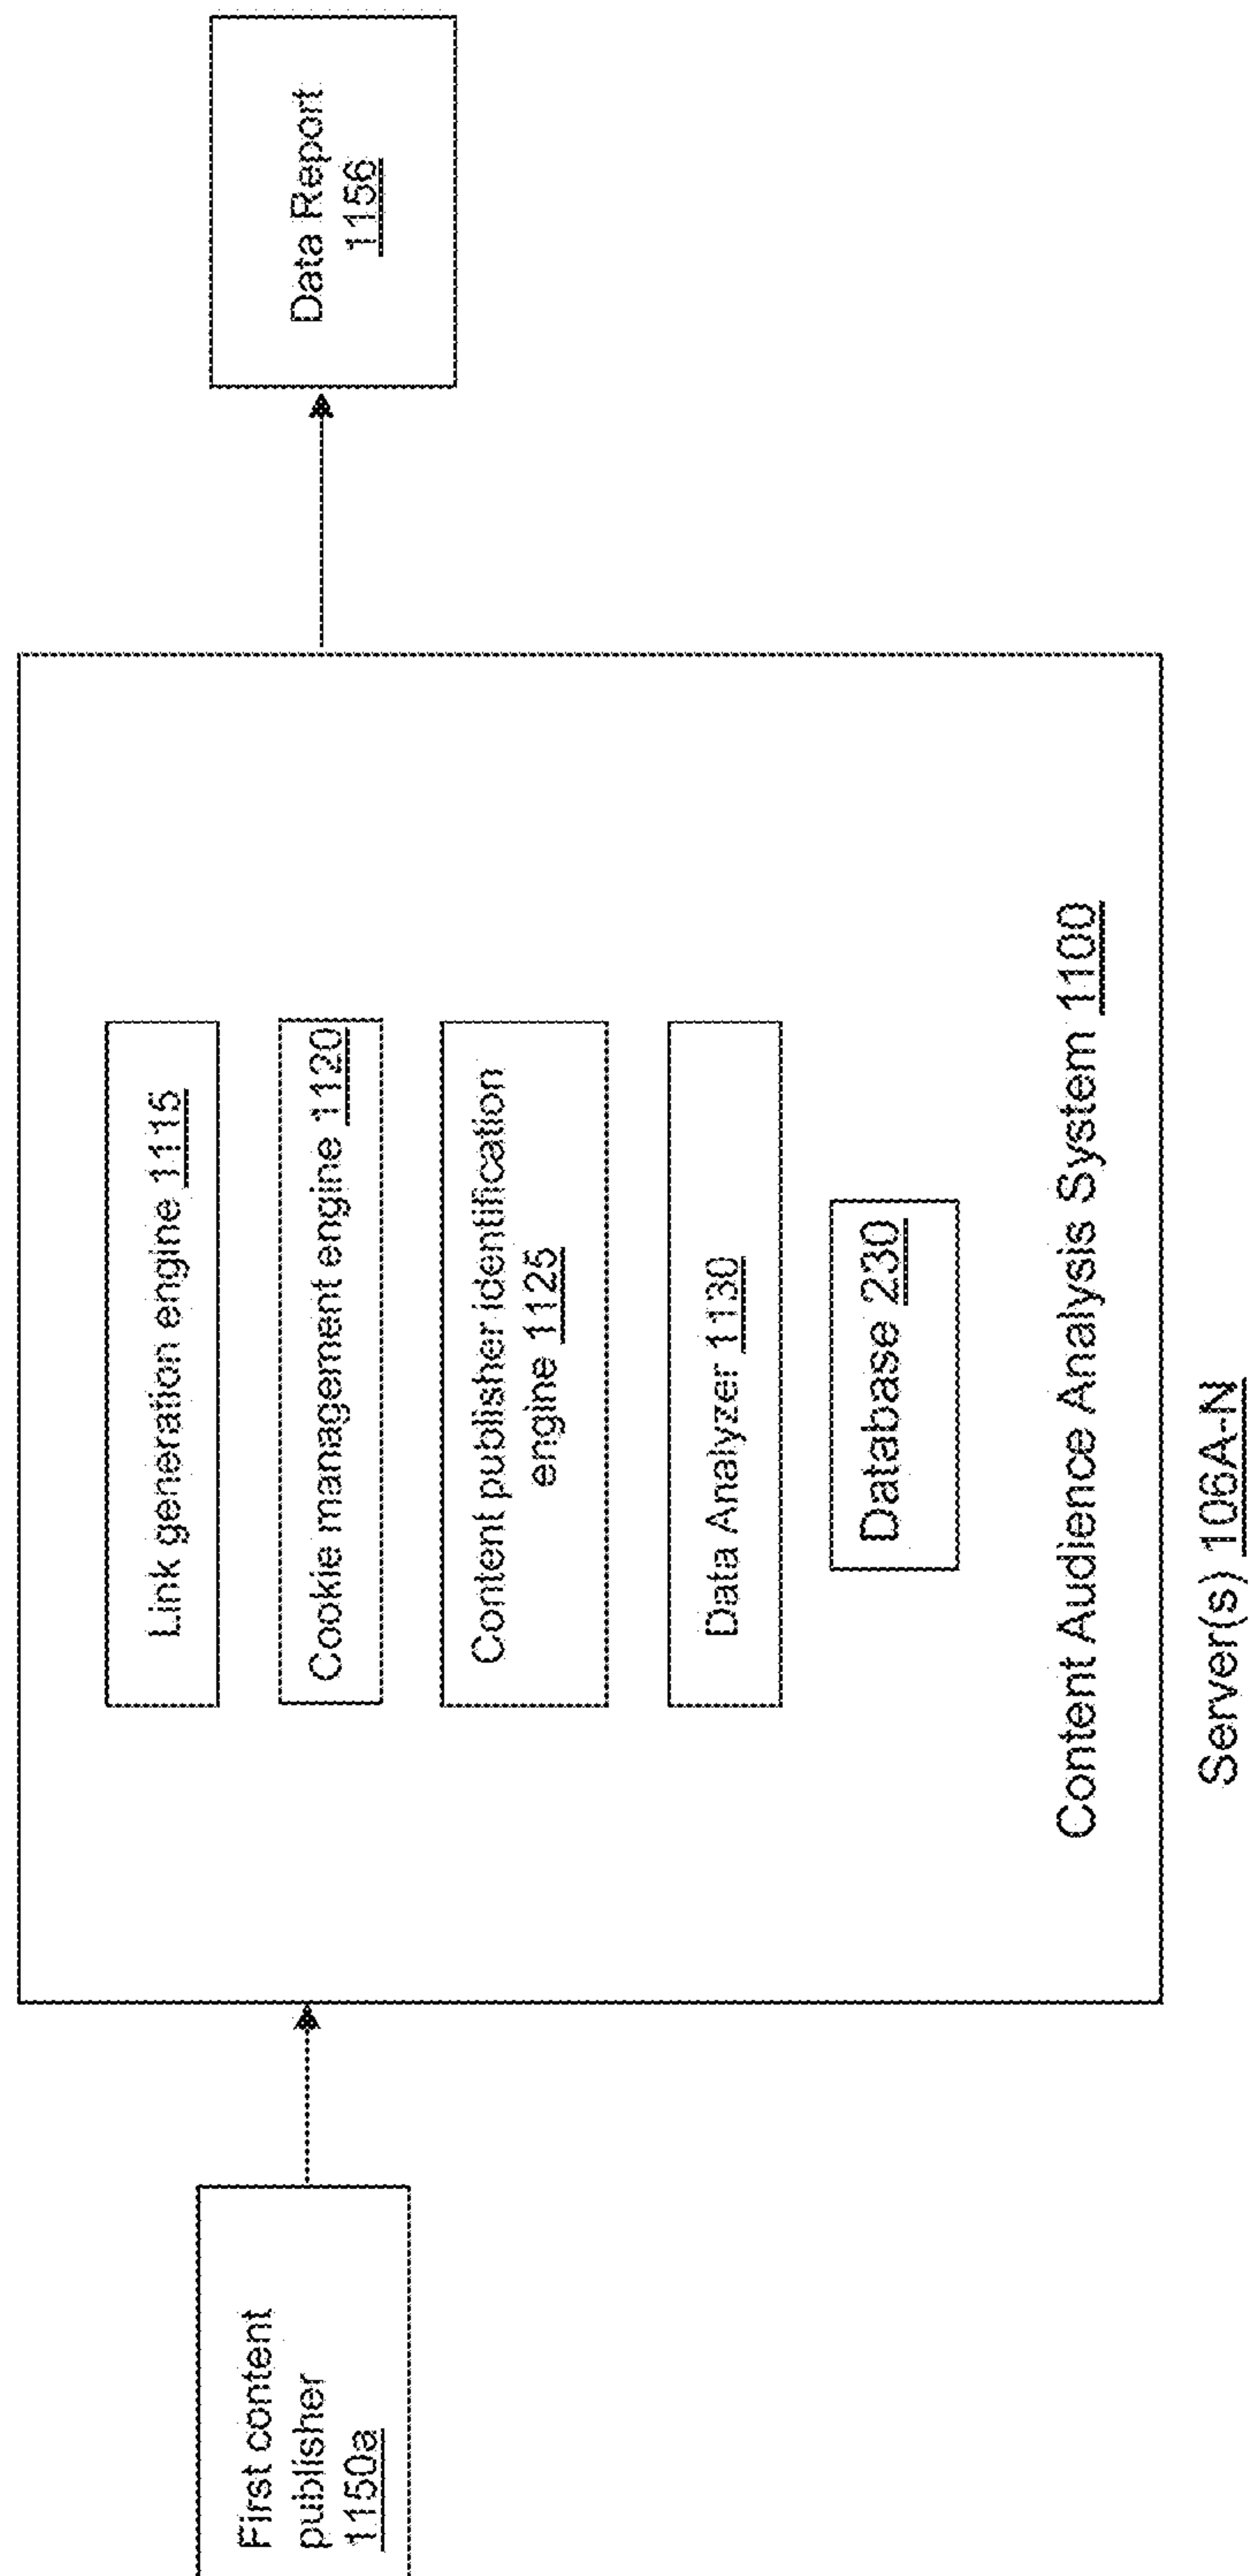 First content
publisher
1150a
Link generation engine 1115
Cookie management engine 1120
Content publisher identification
engine 1125
Data Analyzer 1130
Database 230
Content Audience Analysis System 1100
Server(s) 106A-N
Data Report
1156